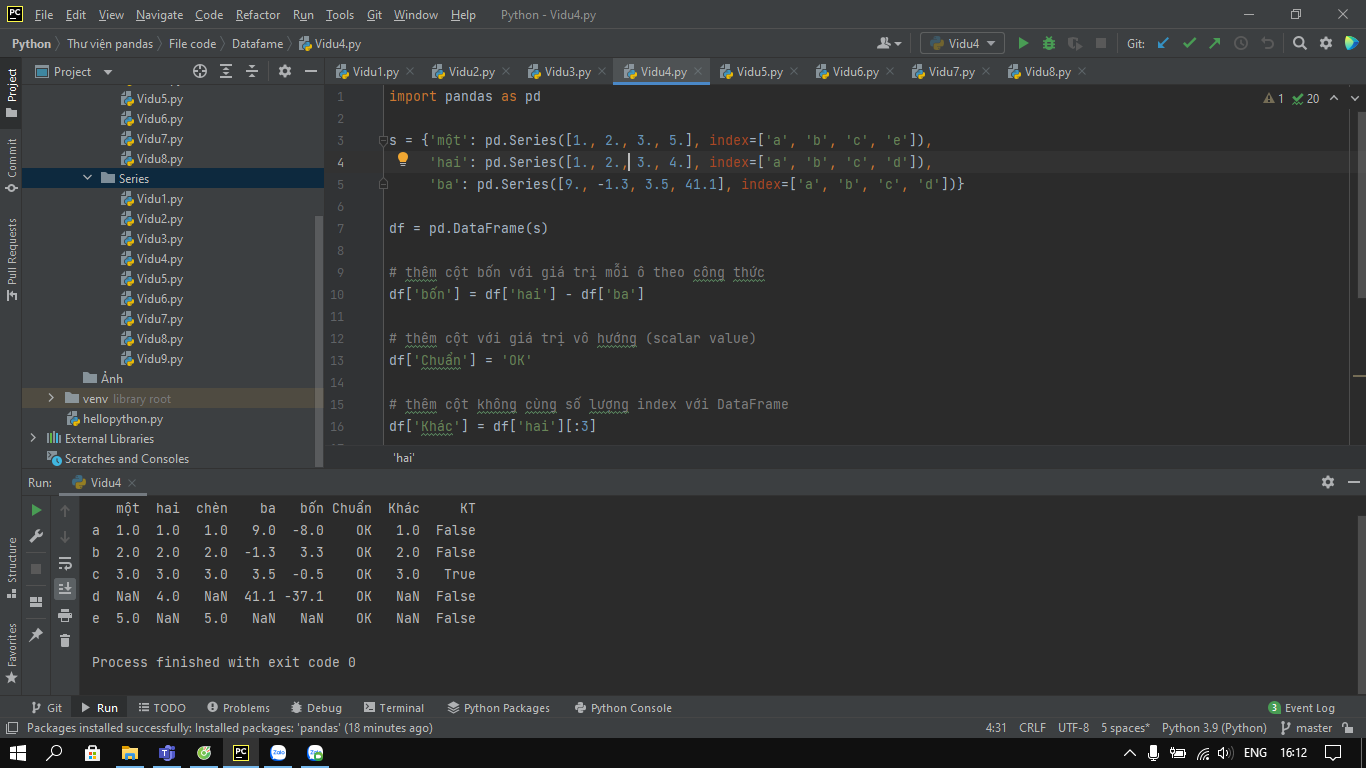 PC File Edit View Navigate Code Refactor Run Tools Git Window Help Python - Vidu4.py
Python Thư viện pandas File code Datafame Vidu4.py Vidu4 Git:
Project Vidu1.py Vidu2.py Vidu3.py Vidu4.py Vidu5.py Vidu6.py Vidu7.py Vidu8.py
Project
Commit
Pull Requests
Structure
Favorites
Vidu5.py
Vidu6.py
Vidu7.py
Vidu8.py
Series
Vidu1.py
Vidu2.py
Vidu3.py
Vidu4.py
Vidu5.py
Vidu6.py
Vidu7.py
Vidu8.py
Vidu9.py
Ảnh
venv library root
hellopython.py
External Libraries
Scratches and Consoles
1 import pandas as pd
1 20
2
3 s = {'một': pd.Series([1., 2., 3., 5.], index=['a', 'b', 'c', 'e']),
4 'hai': pd.Series([1., 2., 3., 4.], index=['a', 'b', 'c', 'd']),
5 'ba': pd.Series([9., -1.3, 3.5, 41.1], index=['a', 'b', 'c', 'd'])}
6
7 df = pd.DataFrame(s)
8
9 # thêm cột bốn với giá trị mỗi ô theo công thức
10 df['bốn'] = df['hai'] - df['ba']
11
12 # thêm cột với giá trị vô hướng (scalar value)
13 df['Chuẩn'] = 'OK'
14
15 # thêm cột không cùng số lượng index với DataFrame
16 df['Khác'] = df['hai'][:3]
'hai'
Run: Vidu4
một hai chèn ba bốn Chuẩn Khác KT
a 1.0 1.0 1.0 9.0 -8.0 OK 1.0 False
b 2.0 2.0 2.0 -1.3 3.3 OK 2.0 False
c 3.0 3.0 3.0 3.5 -0.5 OK 3.0 True
d NaN 4.0 NaN 41.1 -37.1 OK NaN False
e 5.0 NaN 5.0 NaN NaN OK NaN False
Process finished with exit code 0
Git Run TODO Problems Debug Terminal Python Packages Python Console 3 Event Log
Packages installed successfully: Installed packages: 'pandas' (18 minutes ago) 4:31 CRLF UTF-8 5 spaces* Python 3.9 (Python) master
PC Zalo Zalo ENG 16:12